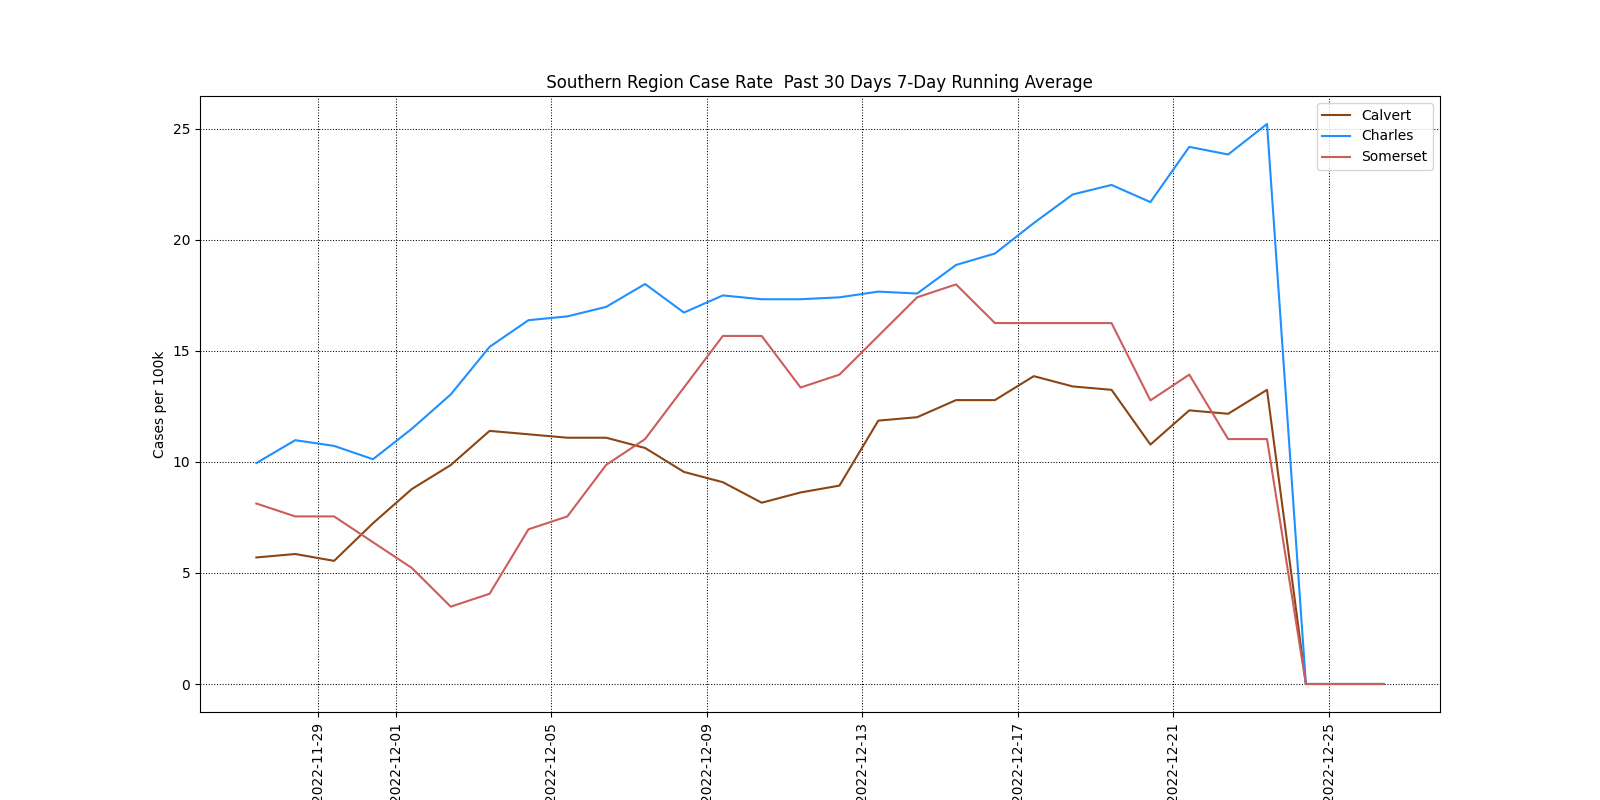 Southern Region Case Rate  Past 30 Days 7-Day Running Average
Calvert
Charles
Somerset
25
20
15
10
5
0
Cases per 100k
2022-11-29
2022-12-01
2022-12-05
2022-12-09
2022-12-13
2022-12-17
2022-12-21
2022-12-25